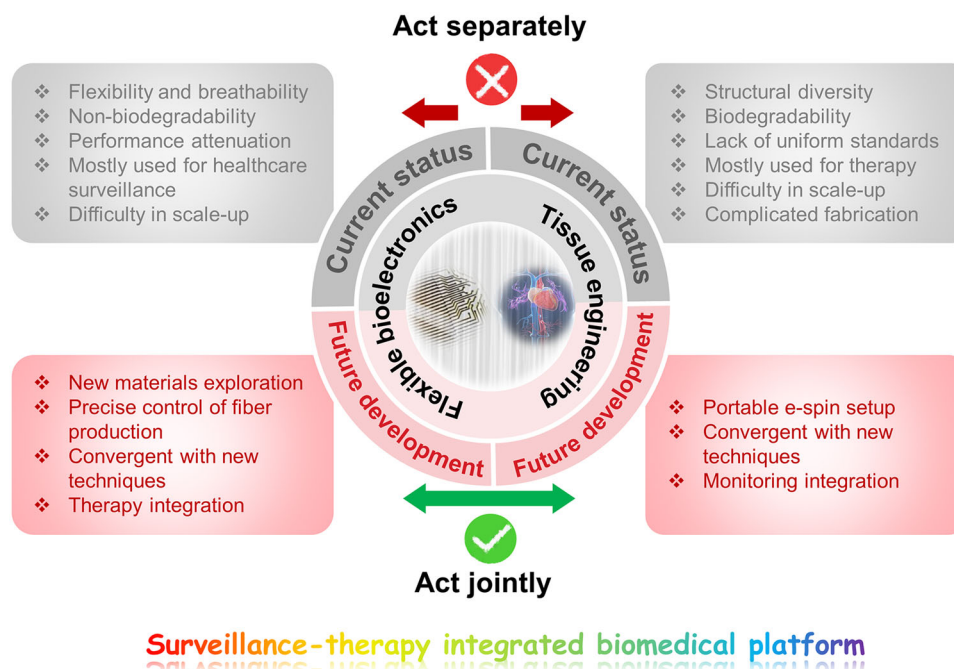 Act separately
❖ Flexibility and breathability
❖ Non-biodegradability
❖ Performance attenuation
❖ Mostly used for healthcare
surveillance
❖ Difficulty in scale-up
❖ Structural diversity
❖ Biodegradability
❖ Lack of uniform standards
❖ Mostly used for therapy
❖ Difficulty in scale-up
❖ Complicated fabrication
Current status
Current status
Flexible bioelectronics
Tissue engineering
Future development
Future development
❖ New materials exploration
❖ Precise control of fiber
production
❖ Convergent with new
techniques
❖ Therapy integration
❖ Portable e-spin setup
❖ Convergent with new
techniques
❖ Monitoring integration
Act jointly
Surveillance-therapy integrated biomedical platform